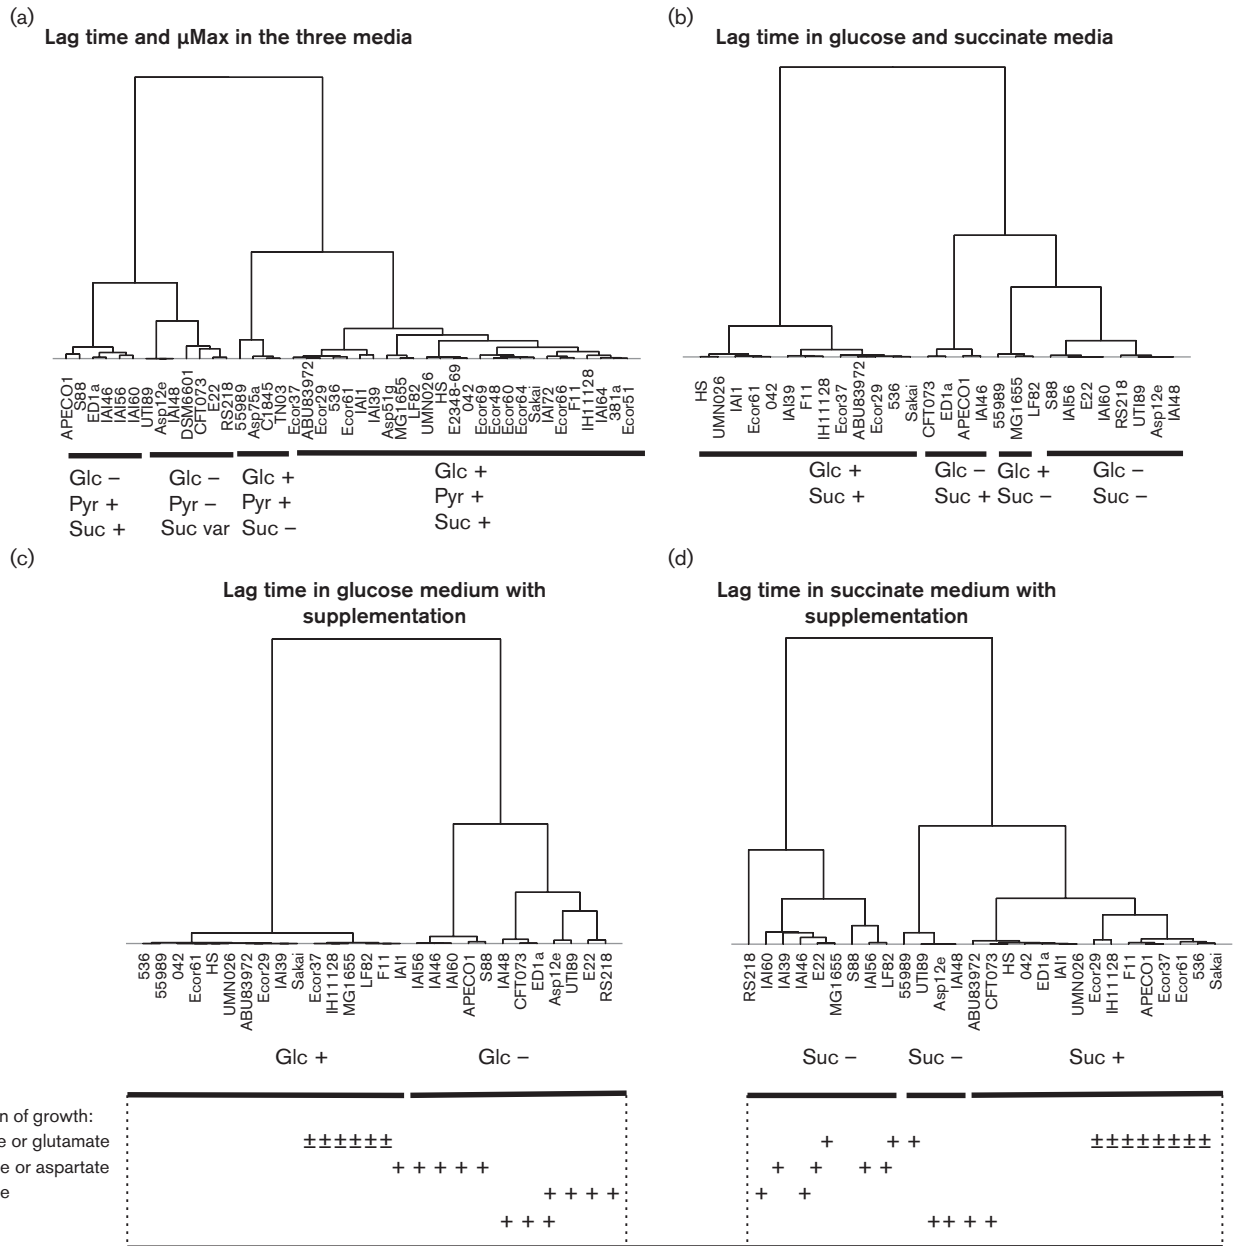 (a)
Lag time and µMax in the three media
APECO1
S88
ED1a
IAI46
IAI56
IAI60
UTI89
Asp12e
IAI48
DSM6601
CFT073
E22
RS218
55989
Asp75a
C1845
TN03
Ecor37
ABU83972
Ecor29
536
Ecor61
IAI1
IAI39
Asp51g
MG1655
LF82
UMN026
HS
E2348-69
042
Ecor69
Ecor48
Ecor60
Ecor64
Sakai
IAI72
Ecor66
F11
IH11128
IAI64
381a
Ecor51
Glc –
Pyr +
Suc +
Glc –
Pyr –
Suc var
Glc +
Pyr +
Suc –
Glc +
Pyr +
Suc +
(b)
Lag time in glucose and succinate media
HS
UMN026
IAI1
Ecor61
042
IAI39
F11
IH11128
Ecor37
ABU83972
Ecor29
536
Sakai
CFT073
ED1a
APECO1
IAI46
55989
MG1655
LF82
S88
IAI56
E22
IAI60
RS218
UTI89
Asp12e
IAI48
Glc +
Suc +
Glc –
Suc +
Glc +
Suc –
Glc –
Suc –
(c)
Lag time in glucose medium with
supplementation
536
55989
042
Ecor61
HS
UMN026
ABU83972
Ecor29
IAI39
Sakai
Ecor37
IH11128
MG1655
LF82
F11
IAI1
IAI56
IAI46
IAI60
APECO1
S88
IAI48
CFT073
ED1a
Asp12e
UTI89
E22
RS218
Glc +
Glc –
(d)
Lag time in succinate medium with
supplementation
RS218
IAI60
IAI39
IAI46
E22
MG1655
S88
IAI56
LF82
55989
UTI89
Asp12e
IAI48
ABU83972
CFT073
HS
042
ED1a
IAI1
UMN026
Ecor29
IH11128
F11
APECO1
Ecor37
Ecor61
536
Sakai
Suc –
Suc –
Suc +
n of growth:
e or glutamate ± ± ± ± ± ± + + + ± ± ± ± ± ± ± ±
e or aspartate + + + + + + + + +
e + + + + + +
+ + + + + + +